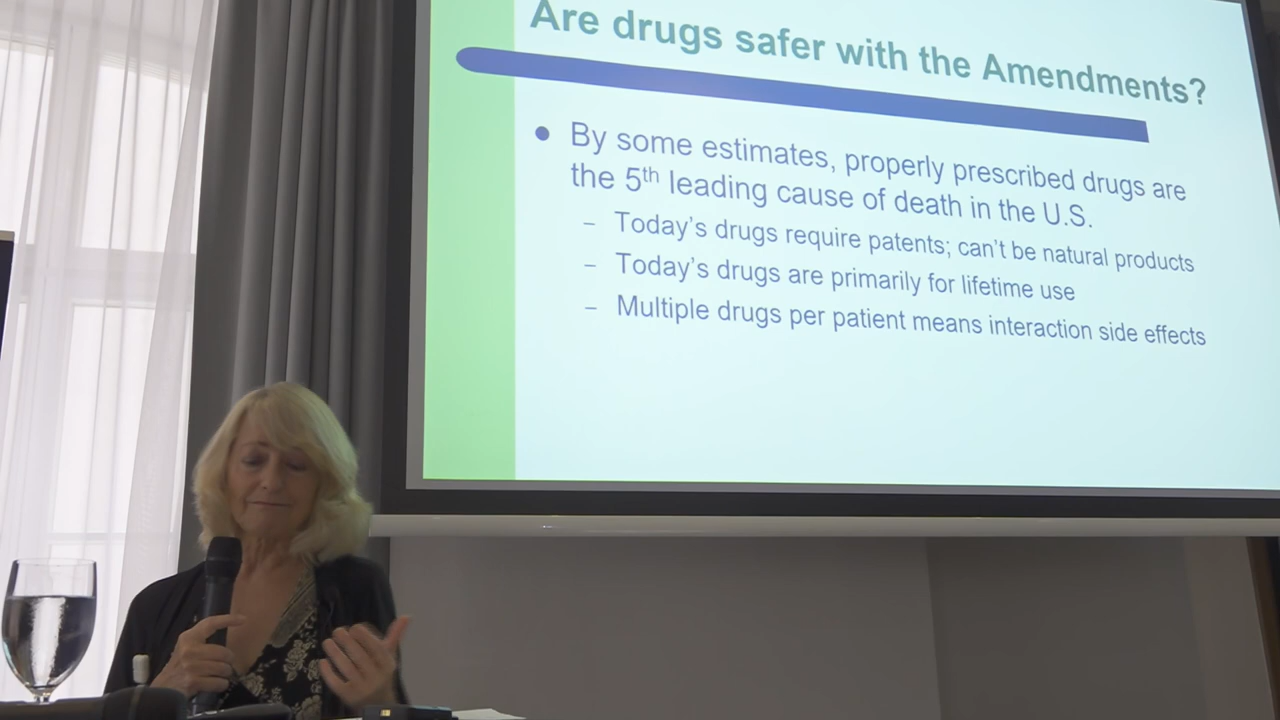 Are drugs safer with the Amendments?
● By some estimates, properly prescribed drugs are
the 5th leading cause of death in the U.S.
– Today's drugs require patents; can't be natural products
– Today's drugs are primarily for lifetime use
– Multiple drugs per patient means interaction side effects